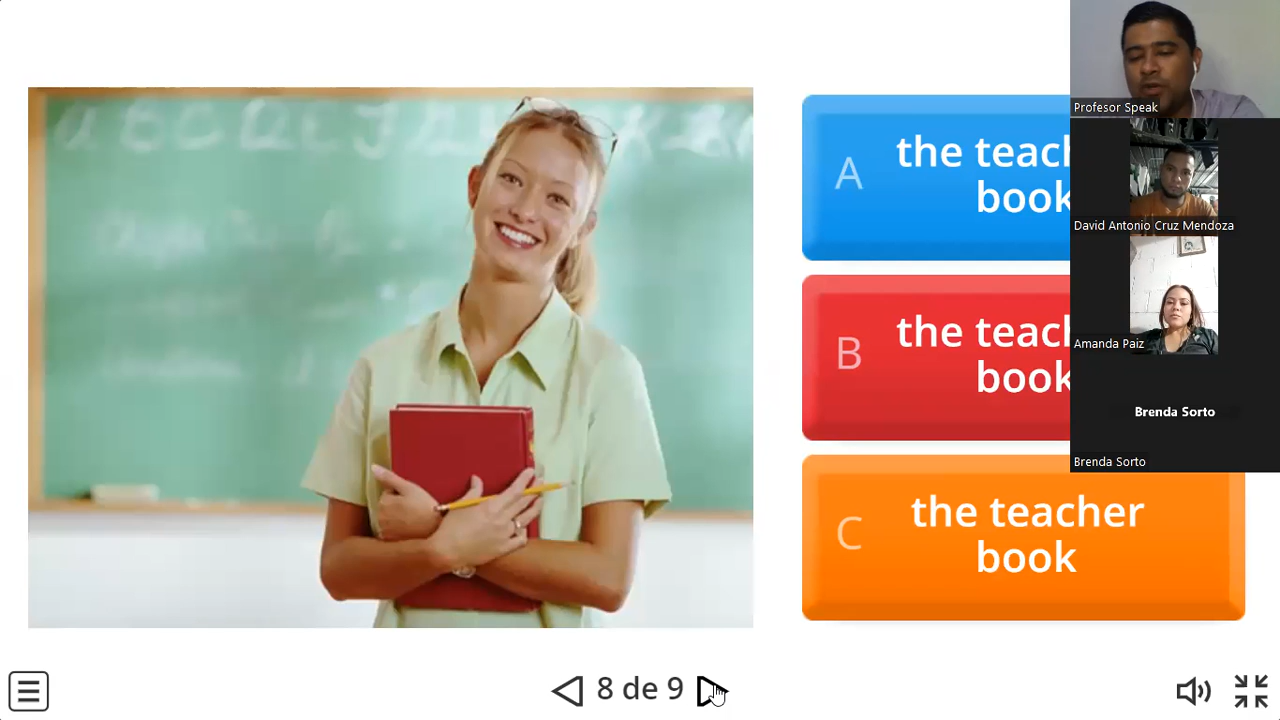 A
the teach
book
B
the teach
book
C
the teacher
book
8 de 9
Profesor Speak
David Antonio Cruz Mendoza
Amanda Paiz
Brenda Sorto
Brenda Sorto